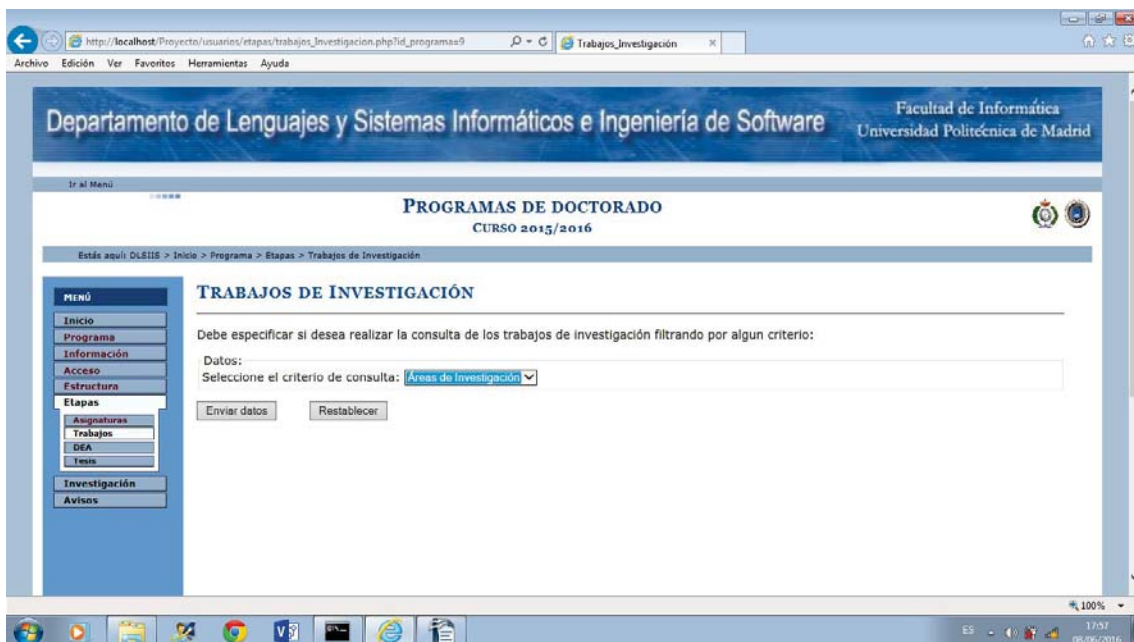 http://localhost/Proyecto/usuarios/etapas/trabajos_Investigacion.php?id_programa=9
Trabajos_Investigación
Archivo Edición Ver Favoritos Herramientas Ayuda
Departamento de Lenguajes y Sistemas Informáticos e Ingeniería de Software
Facultad de Informática
Universidad Politécnica de Madrid
Ir al Menú
PROGRAMAS DE DOCTORADO
CURSO 2015/2016
Estás aquí: DLSIIS > Inicio > Programa > Etapas > Trabajos de Investigación
MENÚ
Inicio
Programa
Información
Acceso
Estructura
Etapas
Asignaturas
Trabajos
DEA
Tesis
Investigación
Avisos
TRABAJOS DE INVESTIGACIÓN
Debe especificar si desea realizar la consulta de los trabajos de investigación filtrando por algun criterio:
Datos:
Seleccione el criterio de consulta: Áreas de Investigación
Enviar datos Restablecer
100%
ES
17:57
08/06/2016